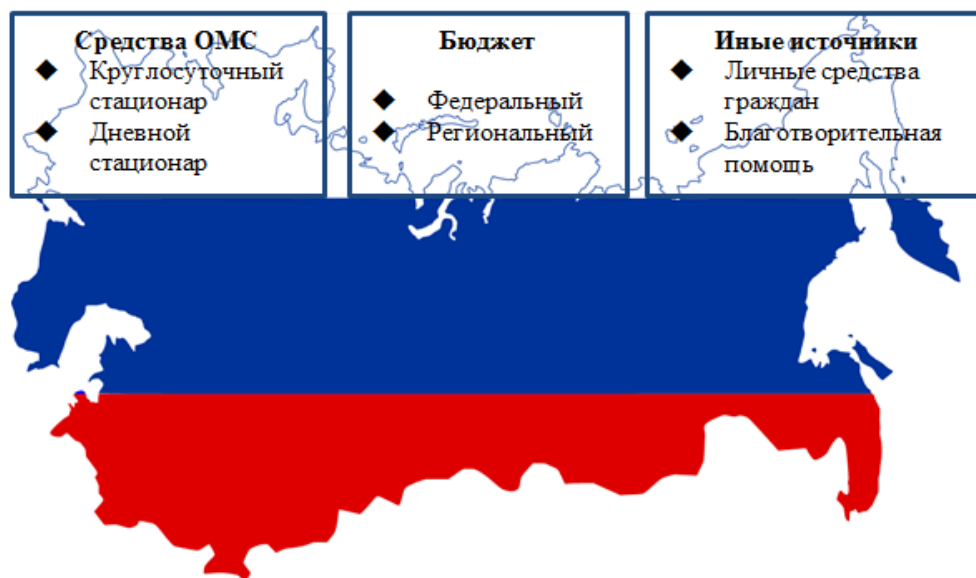 Средства ОМС
◆ Круглосуточный
стационар
◆ Дневной
стационар
Бюджет
◆ Федеральный
◆ Региональный
Иные источники
◆ Личные средства
граждан
◆ Благотворительная
помощь